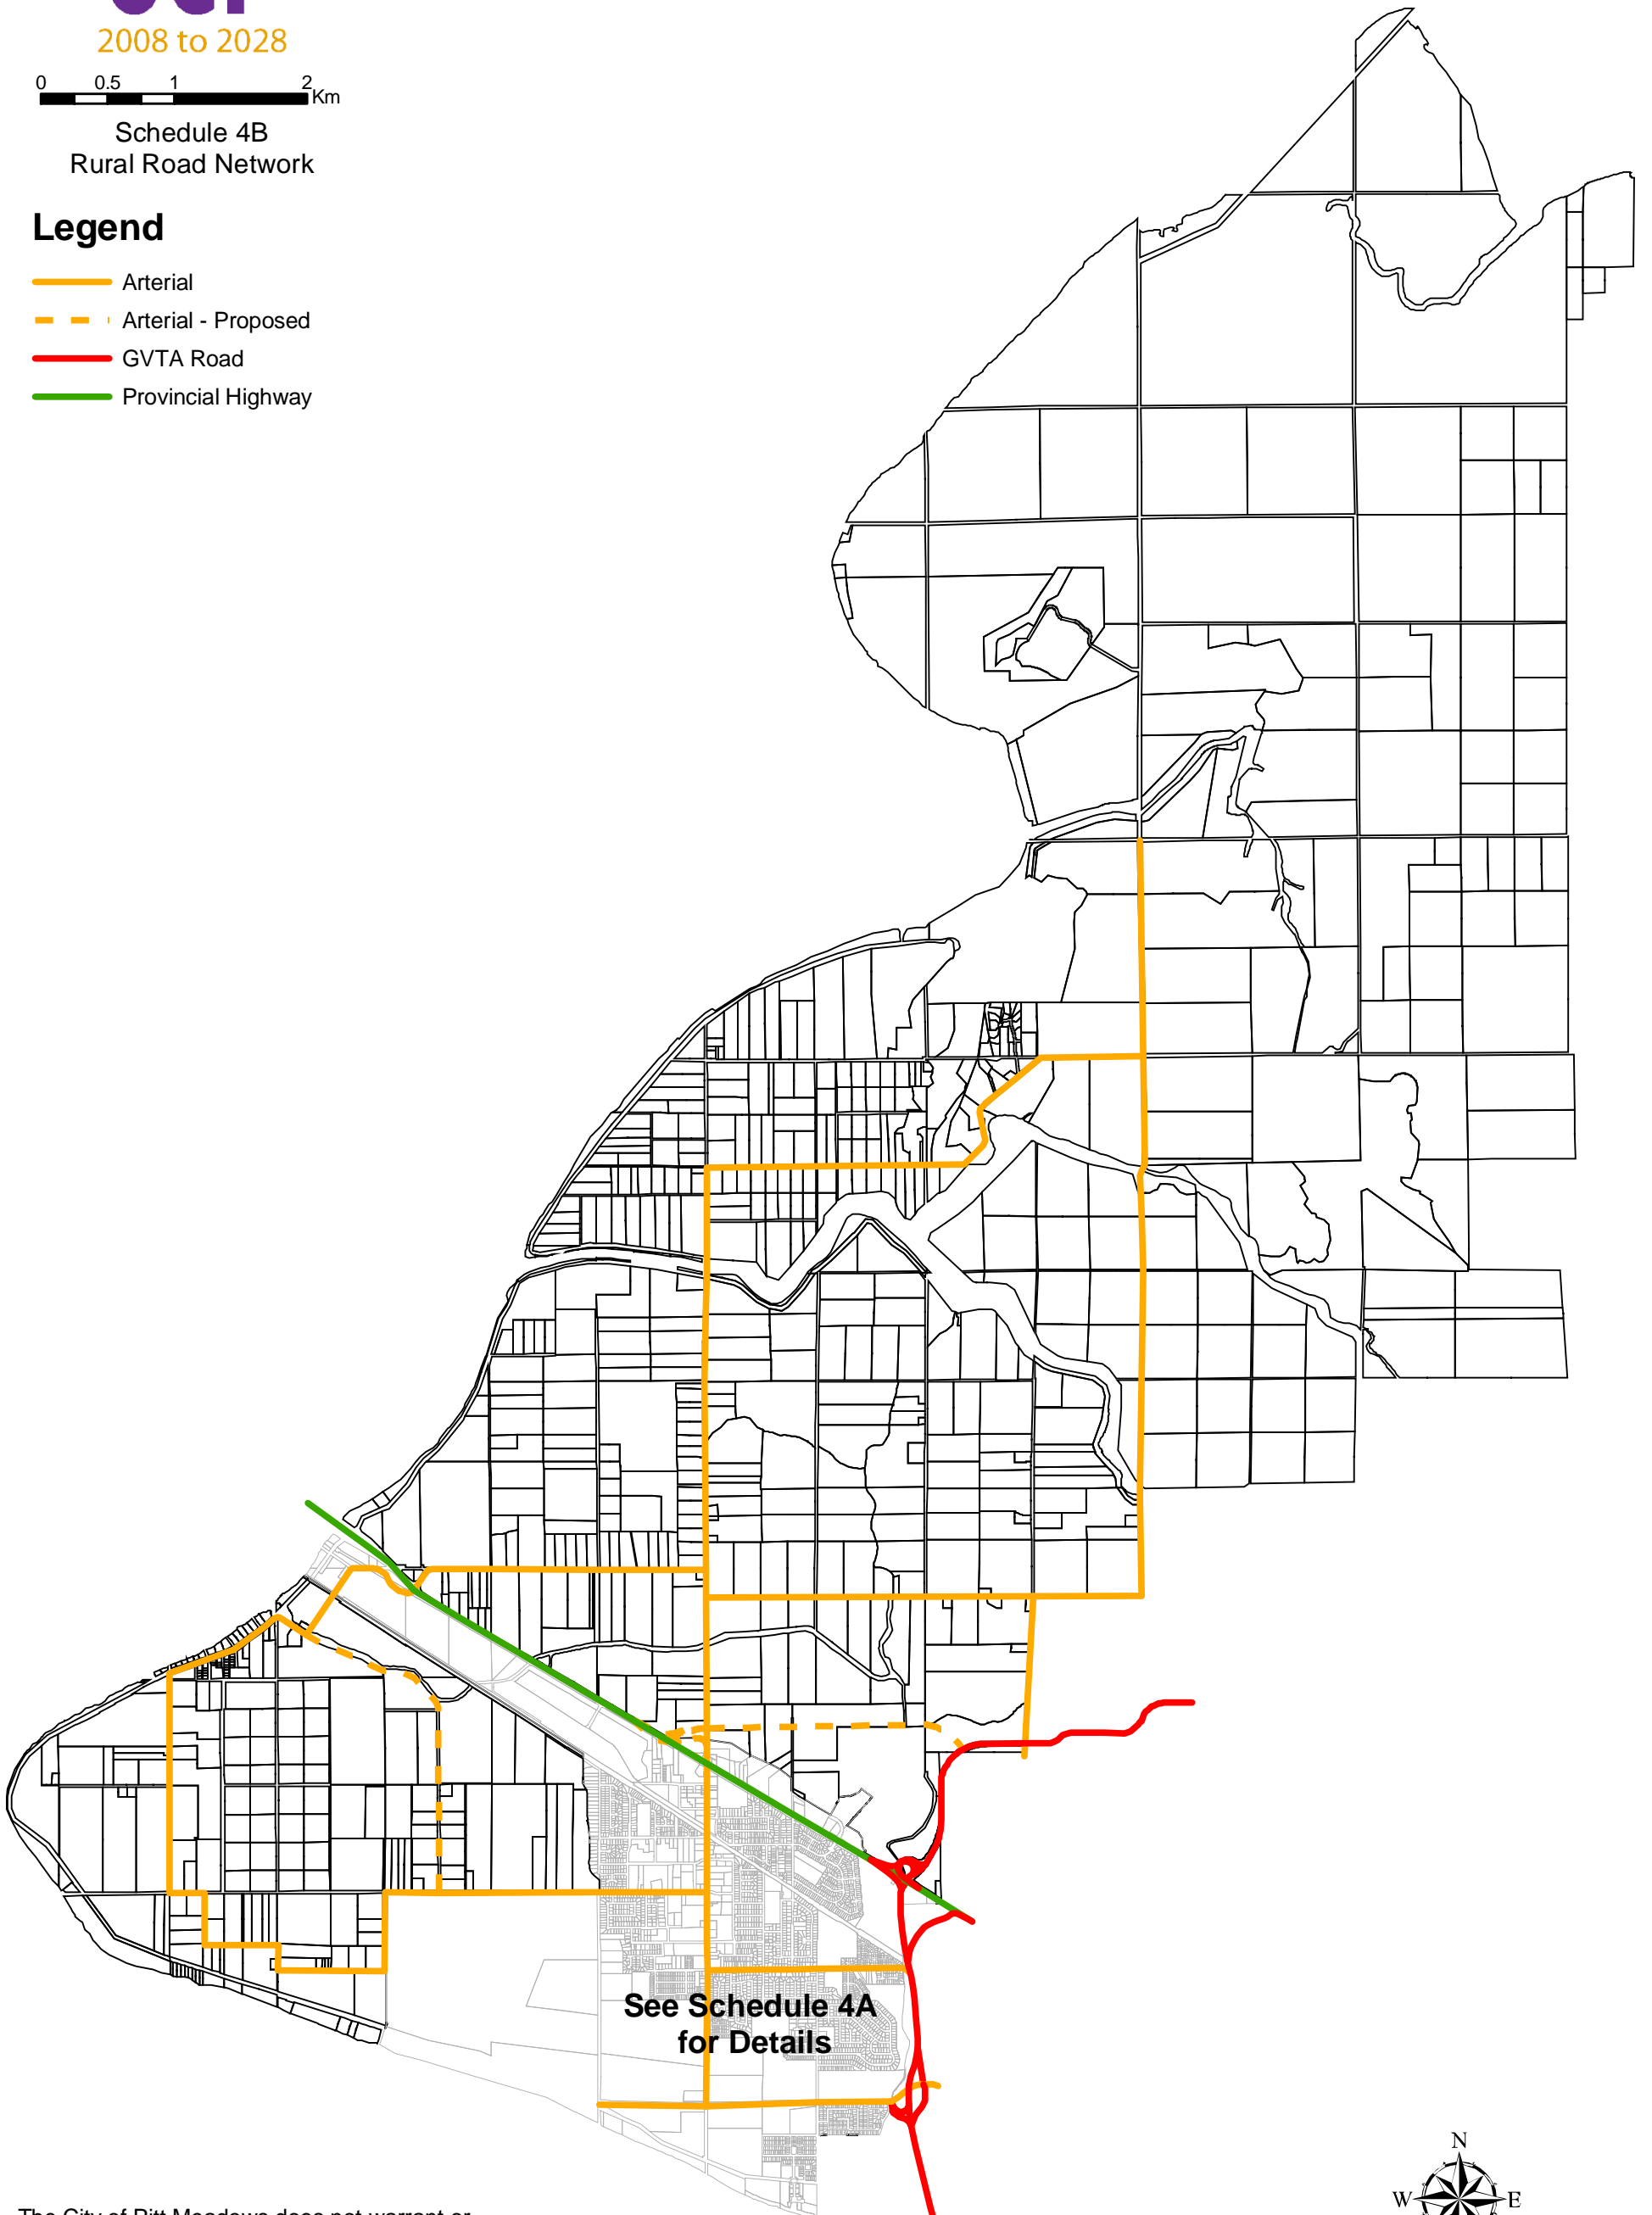 2008 to 2028
0 0.5 1 2
Km
Schedule 4B
Rural Road Network
Legend
Arterial
Arterial - Proposed
GVTA Road
Provincial Highway
See Schedule 4A
for Details
N
W E